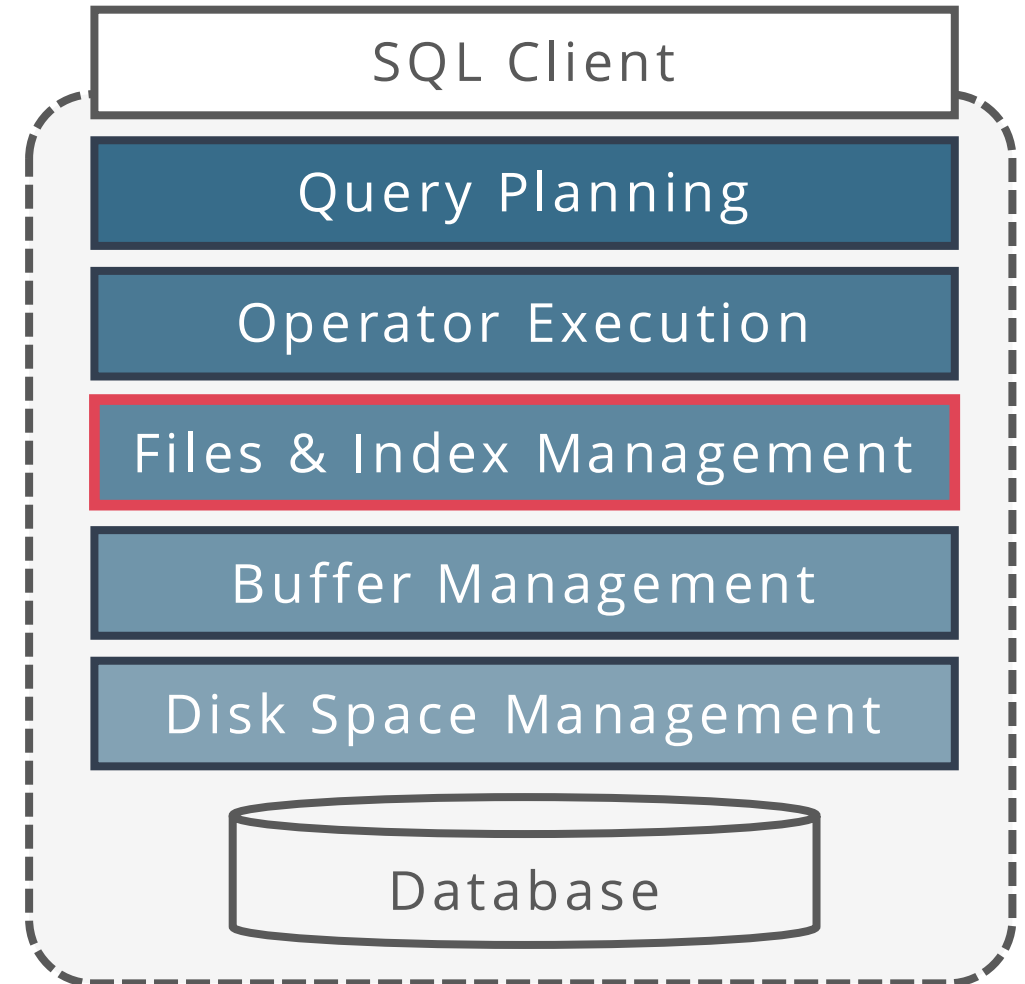 SQL Client
Query Planning
Operator Execution
Files & Index Management
Buffer Management
Disk Space Management
Database